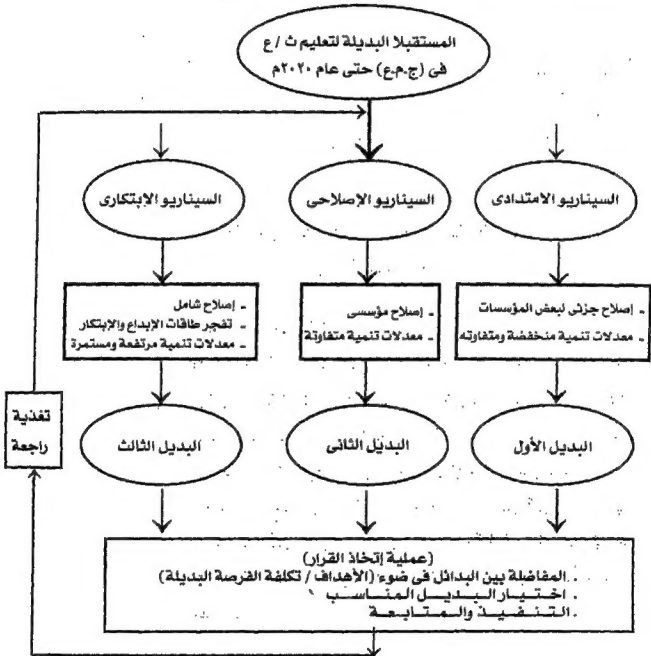 المستقبلا البديلة لتعليم ث / ع
فى (ج.م.ع) حتى عام ٢٠٢٠م
السيناريو الامتدادى
السيناريو الإصلاحى
السيناريو الإبتكارى
- إصلاح جزئى لبعض المؤسسات
- معدلات تنمية منخفضة ومتفاوته
- إصلاح مؤسسى
- معدلات تنمية متفاوتة
- إصلاح شامل
- تفجر طاقات الإبداع والإبتكار
- معدلات تنمية مرتفعة ومستمرة
البديل الأول
البديل الثانى
البديل الثالث
تغذية
راجعة
(عملية إتخاذ القرار)
- المفاضلة بين البدائل فى ضوء (الأهداف / تكلفة الفرصة البديلة)
- اختيار البديل المناسب
- التنفيذ والمتابعة